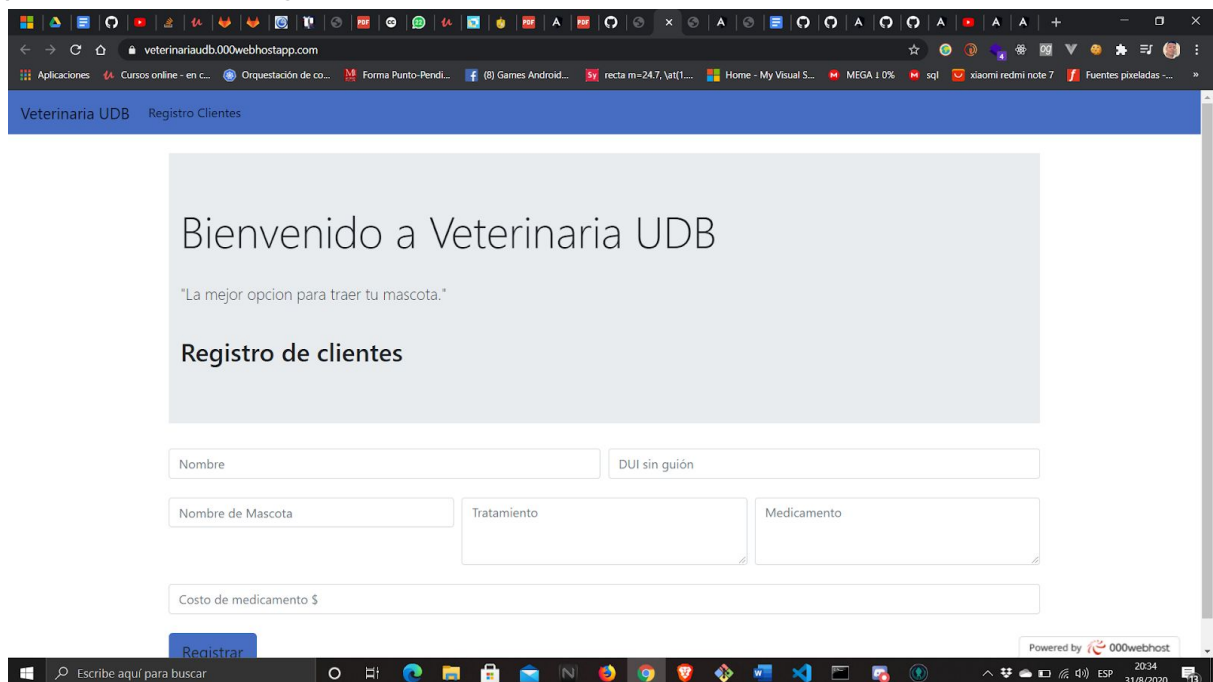 veterinariaudb.000webhostapp.com
Aplicaciones Cursos online - en c... Orquestación de co... Forma Punto-Pendi... (8) Games Android... recta m=24.7, \at(1.... Home - My Visual S... MEGA ⇩ 0% sql xiaomi redmi note 7 Fuentes pixeladas -... »
Veterinaria UDB Registro Clientes
Bienvenido a Veterinaria UDB
"La mejor opcion para traer tu mascota."
Registro de clientes
Nombre DUI sin guión
Nombre de Mascota Tratamiento Medicamento
Costo de medicamento $
Registrar
Powered by 000webhost
Escribe aquí para buscar ESP 20:34
31/8/2020